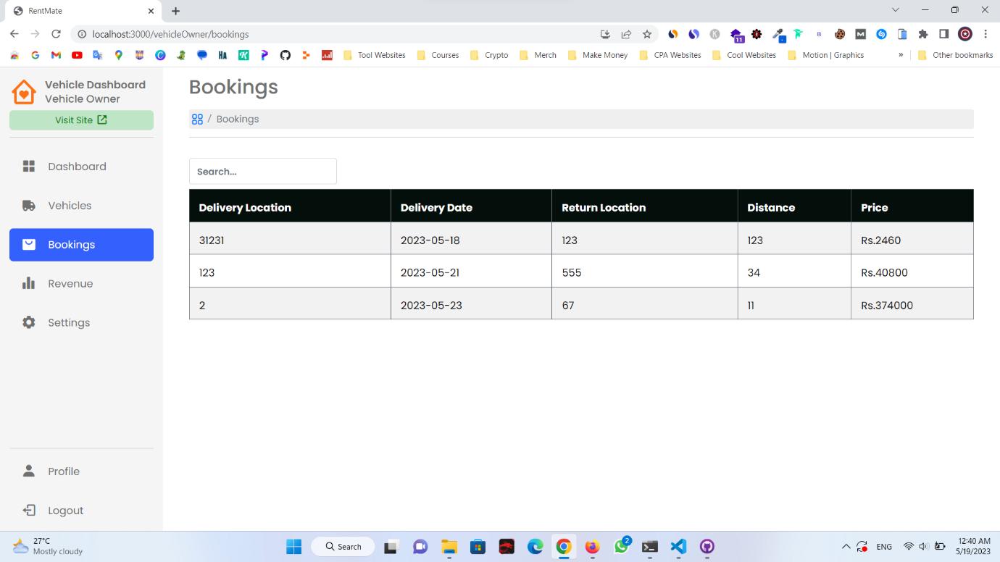 RentMate
localhost:3000/vehicleOwner/bookings
11
Tool Websites
Courses
Crypto
Merch
Make Money
CPA Websites
Cool Websites
Motion | Graphics
»
Other bookmarks
Vehicle Dashboard
Vehicle Owner
Visit Site
Dashboard
Vehicles
Bookings
Revenue
Settings
Profile
Logout
Bookings
/ Bookings
Search...
Delivery Location Delivery Date Return Location Distance Price
31231 2023-05-18 123 123 Rs.2460
123 2023-05-21 555 34 Rs.40800
2 2023-05-23 67 11 Rs.374000
27°C
Mostly cloudy
Search
2
ENG
12:40 AM
5/19/2023